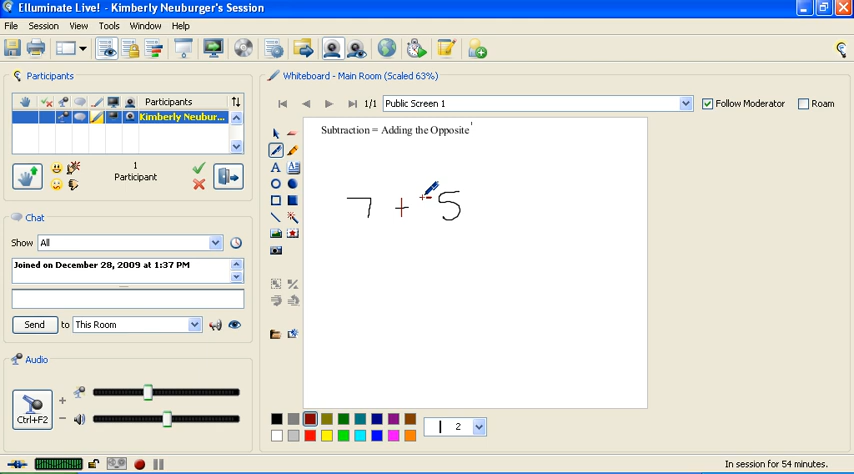 Elluminate Live! - Kimberly Neuburger's Session
File Session View Tools Window Help
Participants
Whiteboard - Main Room (Scaled 63%)
1/1 Public Screen 1 Follow Moderator Roam
Participants
Kimberly Neubur...
Subtraction = Adding the Opposite
1
Participant
7 + -5
Chat
Show All
Joined on December 28, 2009 at 1:37 PM
Send to This Room
Audio
Ctrl+F2
+
-
2
In session for 54 minutes.